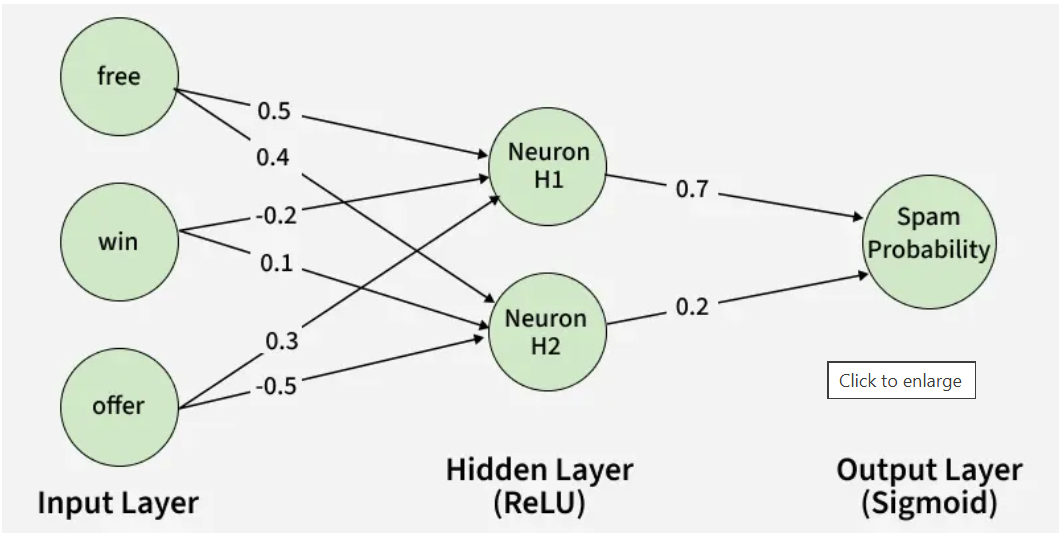 free
0.5
0.4
win
-0.2
0.1
offer
0.3
-0.5
Neuron
H1
Neuron
H2
0.7
0.2
Spam
Probability
Click to enlarge
Input Layer
Hidden Layer
(ReLU)
Output Layer
(Sigmoid)